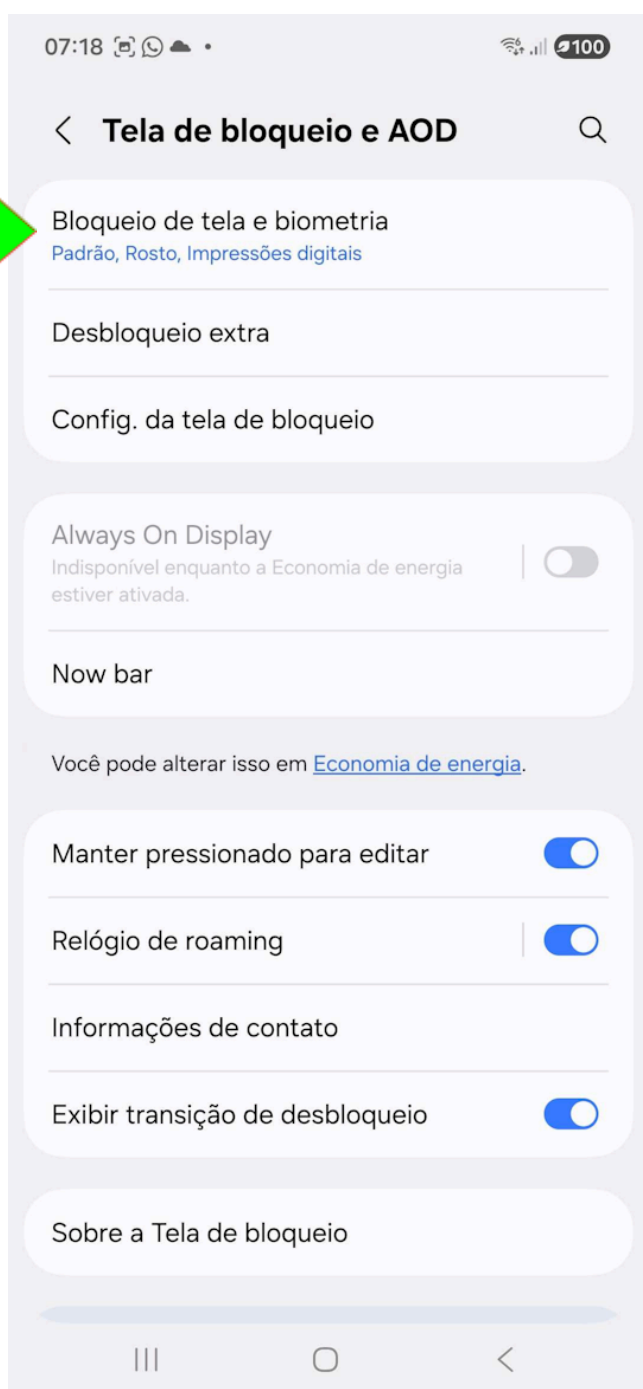 07:18
100
Tela de bloqueio e AOD
Bloqueio de tela e biometria
Padrão, Rosto, Impressões digitais
Desbloqueio extra
Config. da tela de bloqueio
Always On Display
Indisponível enquanto a Economia de energia
estiver ativada.
Now bar
Você pode alterar isso em Economia de energia.
Manter pressionado para editar
Relógio de roaming
Informações de contato
Exibir transição de desbloqueio
Sobre a Tela de bloqueio